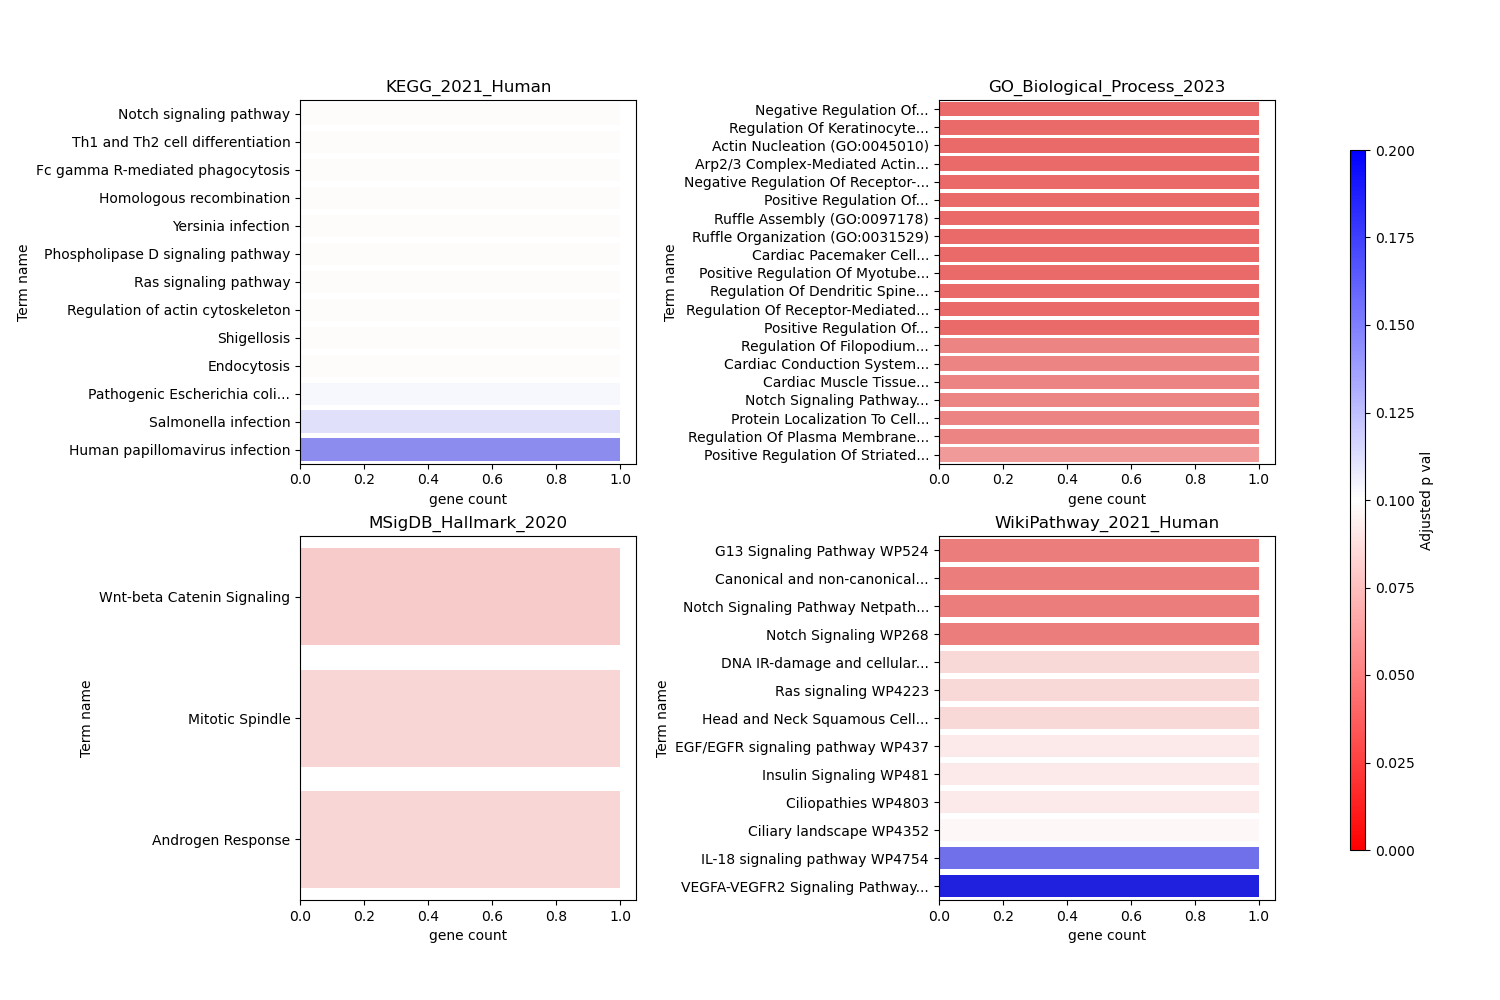 KEGG_2021_Human
Term name
Notch signaling pathway
Th1 and Th2 cell differentiation
Fc gamma R-mediated phagocytosis
Homologous recombination
Yersinia infection
Phospholipase D signaling pathway
Ras signaling pathway
Regulation of actin cytoskeleton
Shigellosis
Endocytosis
Pathogenic Escherichia coli...
Salmonella infection
Human papillomavirus infection
0.0 0.2 0.4 0.6 0.8 1.0
gene count
GO_Biological_Process_2023
Term name
Negative Regulation Of...
Regulation Of Keratinocyte...
Actin Nucleation (GO:0045010)
Arp2/3 Complex-Mediated Actin...
Negative Regulation Of Receptor-...
Positive Regulation Of...
Ruffle Assembly (GO:0097178)
Ruffle Organization (GO:0031529)
Cardiac Pacemaker Cell...
Positive Regulation Of Myotube...
Regulation Of Dendritic Spine...
Regulation Of Receptor-Mediated...
Positive Regulation Of...
Regulation Of Filopodium...
Cardiac Conduction System...
Cardiac Muscle Tissue...
Notch Signaling Pathway...
Protein Localization To Cell...
Regulation Of Plasma Membrane...
Positive Regulation Of Striated...
0.0 0.2 0.4 0.6 0.8 1.0
gene count
MSigDB_Hallmark_2020
Term name
Wnt-beta Catenin Signaling
Mitotic Spindle
Androgen Response
0.0 0.2 0.4 0.6 0.8 1.0
gene count
WikiPathway_2021_Human
Term name
G13 Signaling Pathway WP524
Canonical and non-canonical...
Notch Signaling Pathway Netpath...
Notch Signaling WP268
DNA IR-damage and cellular...
Ras signaling WP4223
Head and Neck Squamous Cell...
EGF/EGFR signaling pathway WP437
Insulin Signaling WP481
Ciliopathies WP4803
Ciliary landscape WP4352
IL-18 signaling pathway WP4754
VEGFA-VEGFR2 Signaling Pathway...
0.0 0.2 0.4 0.6 0.8 1.0
gene count
0.200
0.175
0.150
0.125
0.100
0.075
0.050
0.025
0.000
Adjusted p val